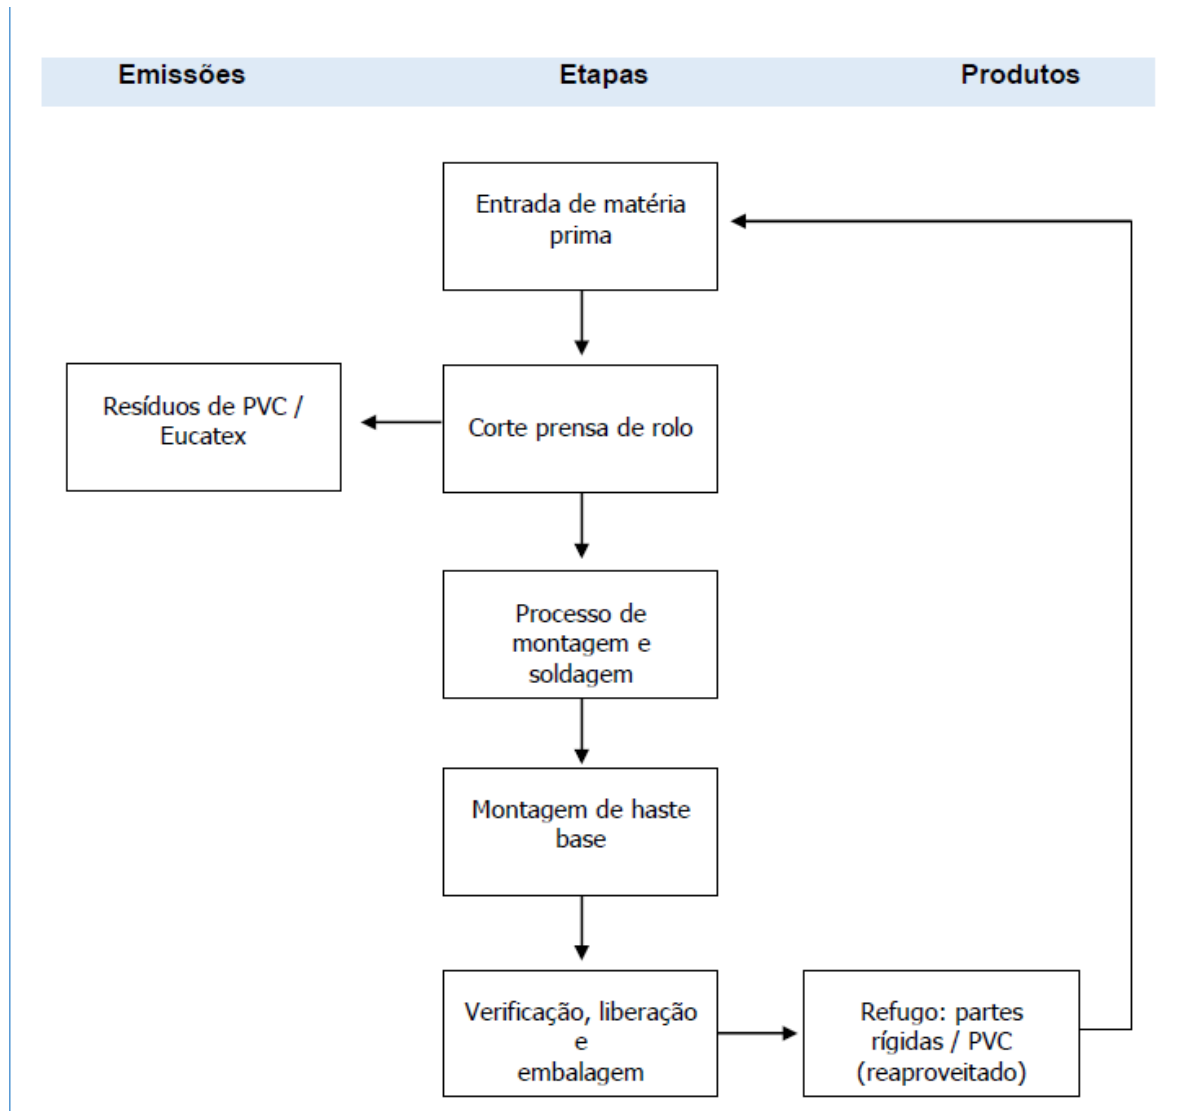 Emissões Etapas Produtos
Entrada de matéria
prima
Resíduos de PVC /
Eucatex
Corte prensa de rolo
Processo de
montagem e
soldagem
Montagem de haste
base
Verificação, liberação
e
embalagem
Refugo: partes
rígidas / PVC
(reaproveitado)